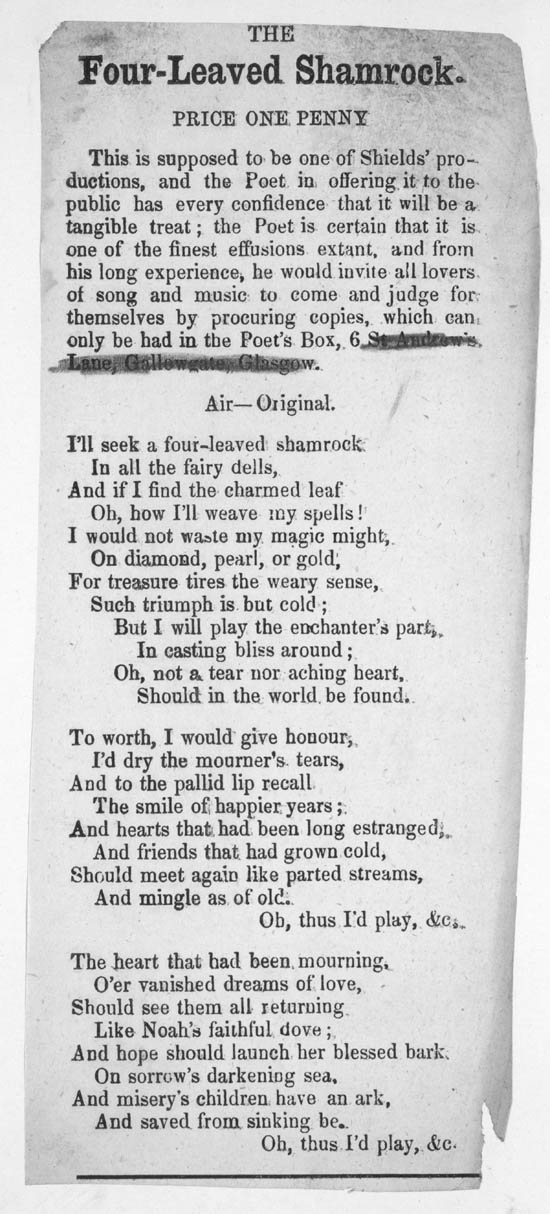 THE
Four-Leaved Shamrock.
PRICE ONE PENNY
This is supposed to be one of Shields' pro-
ductions, and the Poet in offering it to the
public has every confidence that it will be a
tangible treat; the Poet is certain that it is
one of the finest effusions extant, and from
his long experience, he would invite all lovers
of song and music to come and judge for
themselves by procuring copies, which can
only be had in the Poet's Box, 6 St Andrew's
Lane, Gallowgate, Glasgow.
Air—Original.
I'll seek a four-leaved shamrock
In all the fairy dells,
And if I find the charmed leaf
Oh, how I'll weave my spells!
I would not waste my magic might,
On diamond, pearl, or gold,
For treasure tires the weary sense,
Such triumph is but cold;
But I will play the enchanter's part,
In casting bliss around;
Oh, not a tear nor aching heart,
Should in the world be found.
To worth, I would give honour,
I'd dry the mourner's tears,
And to the pallid lip recall
The smile of happier years;
And hearts that had been long estranged,
And friends that had grown cold,
Should meet again like parted streams,
And mingle as of old.
Oh, thus I'd play, &c.
The heart that had been mourning,
O'er vanished dreams of love,
Should see them all returning
Like Noah's faithful dove;
And hope should launch her blessed bark
On sorrow's darkening sea,
And misery's children have an ark,
And saved from sinking be.
Oh, thus I'd play, &c.